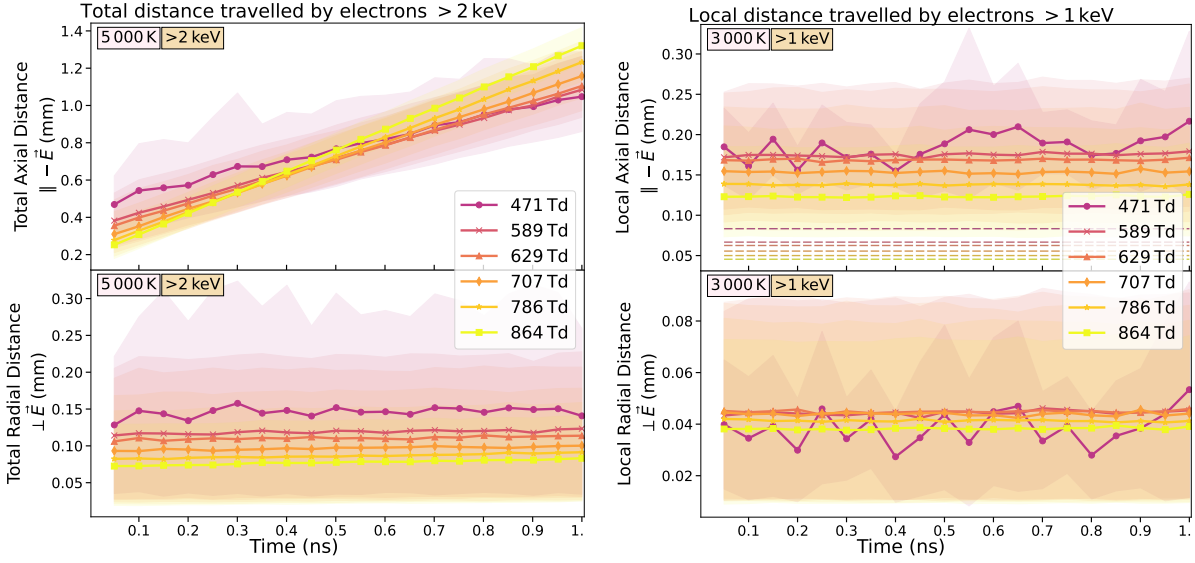 Total distance travelled by electrons > 2 keV
5 000 K >2 keV
1.4
1.2
1.0
0.8
0.6
0.4
0.2
Total Axial Distance
∥ −E⃗ (mm)
5 000 K >2 keV
0.30
0.25
0.20
0.15
0.10
0.05
Total Radial Distance
⊥ E⃗ (mm)
0.1 0.2 0.3 0.4 0.5 0.6 0.7 0.8 0.9 1.
Time (ns)
471 Td
589 Td
629 Td
707 Td
786 Td
864 Td
Local distance travelled by electrons > 1 keV
3 000 K >1 keV
0.30
0.25
0.20
0.15
0.10
0.05
Local Axial Distance
∥ −E⃗ (mm)
3 000 K >1 keV
0.08
0.06
0.04
0.02
Local Radial Distance
⊥ E⃗ (mm)
0.1 0.2 0.3 0.4 0.5 0.6 0.7 0.8 0.9 1.
Time (ns)
471 Td
589 Td
629 Td
707 Td
786 Td
864 Td